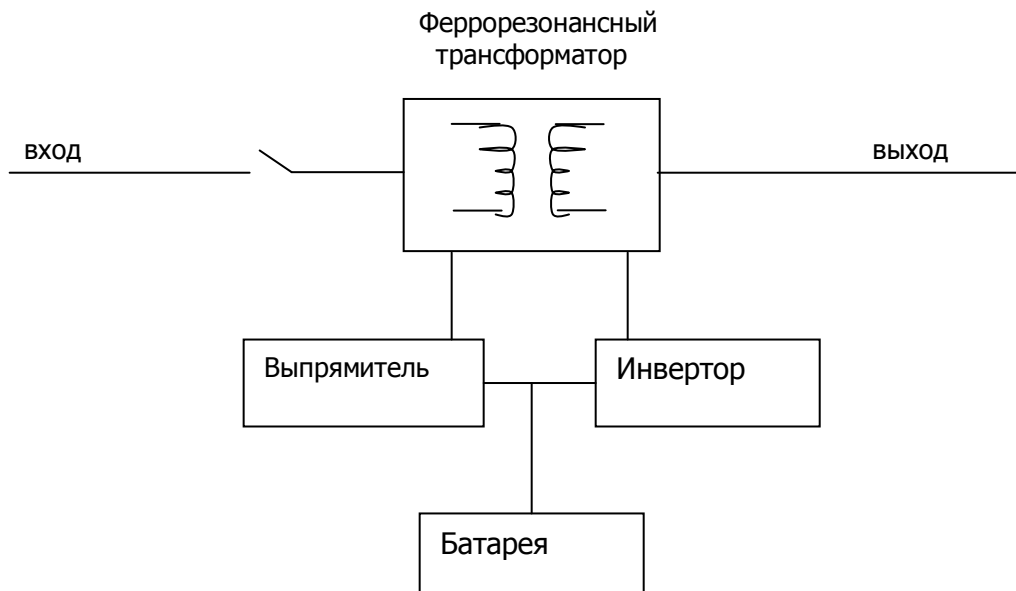 Феррорезонансный
трансформатор
вход
выход
Выпрямитель
Инвертор
Батарея